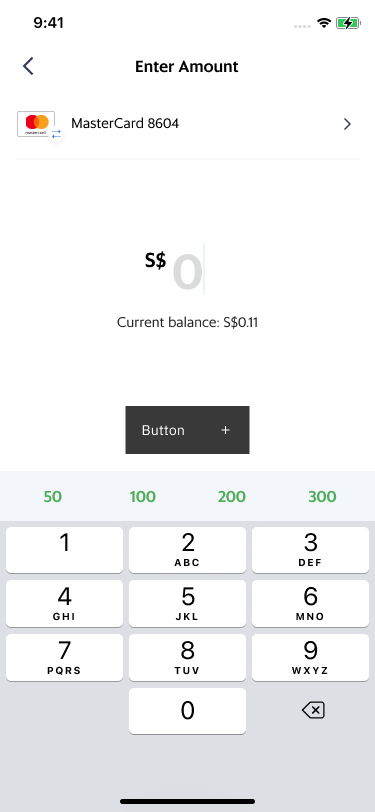 9:41
Enter Amount
mastercard
MasterCard 8604
S$ 0
Current balance: S$0.11
Button +
50 100 200 300
1 2 ABC 3 DEF
4 GHI 5 JKL 6 MNO
7 PQRS 8 TUV 9 WXYZ
0